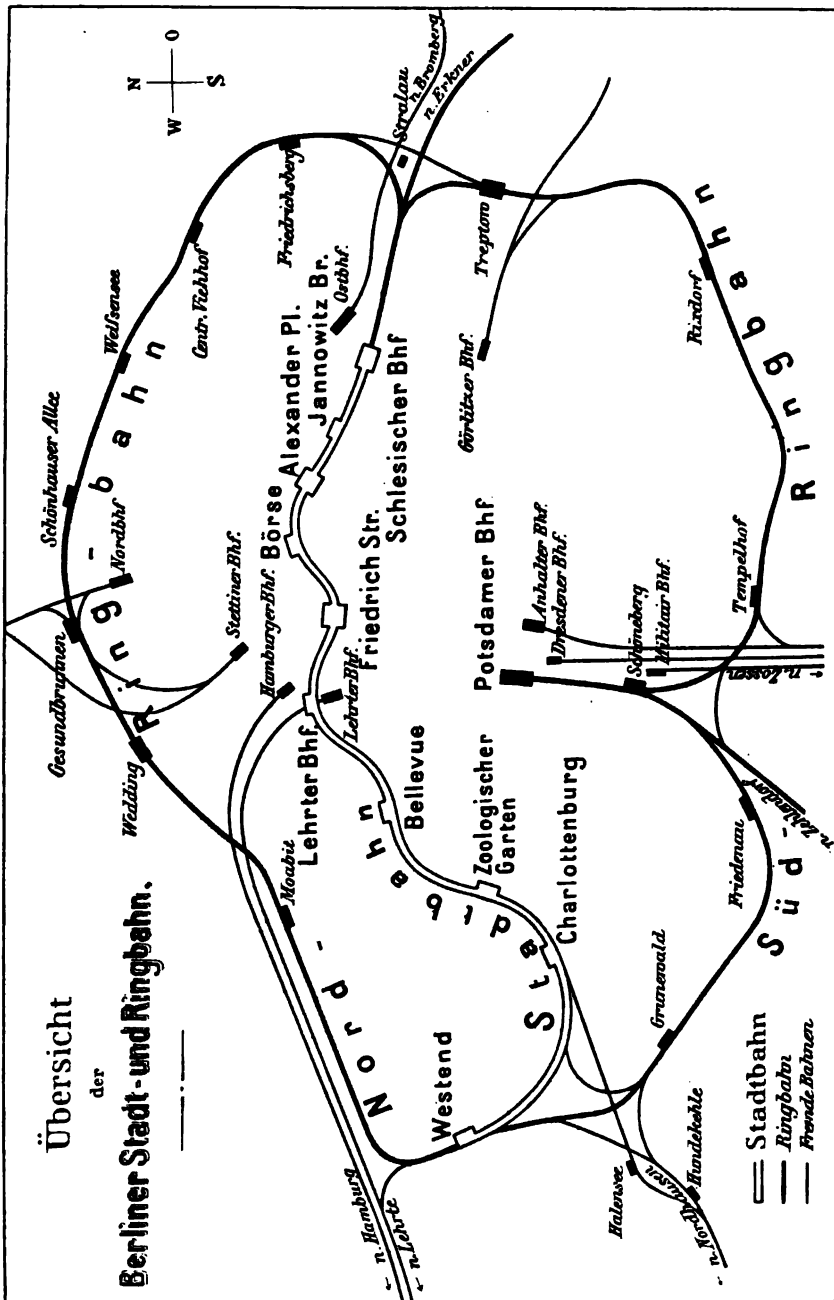 Übersicht
der
Berliner Stadt- und Ringbahn.
N
W
O
S
Nord-
Ring-
bahn
Stadtbahn
Süd-
Ringbahn
Gesundbrunnen
Schönhauser Allee
Weißensee
Centr. Viehhof
Friedrichsberg
Nordbhf
Wedding
Stettiner Bhf.
Hamburger Bhf.
Moabit
Lehrter Bhf.
Lehrter Bhf.
Friedrich Str.
Börse
Alexander Pl.
Jannowitz Br.
Ostbhf.
Schlesischer Bhf
Stralau
n. Bromberg
n. Erkner
Bellevue
Zoologischer
Garten
Charlottenburg
Westend
n. Hamburg
n. Lehrte
Treptow
Görlitzer Bhf.
Rixdorf
Potsdamer Bhf
Anhalter Bhf.
Dresdener Bhf.
Schöneberg
Militair Bhf.
Tempelhof
n. Zossen
n. Zehlendorf
Friedenau
Grunewald
Halensee
Hundekehle
n. Nordhausen
Stadtbahn
Ringbahn
Fremde Bahnen